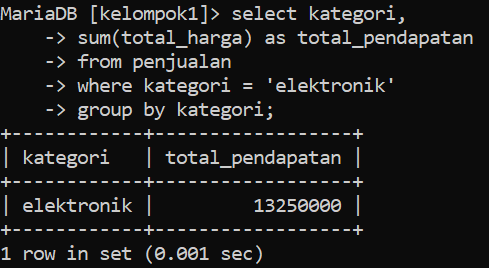 MariaDB [kelompok1]> select kategori,
    -> sum(total_harga) as total_pendapatan
    -> from penjualan
    -> where kategori = 'elektronik'
    -> group by kategori;
+------------+------------------+
| kategori   | total_pendapatan |
+------------+------------------+
| elektronik |         13250000 |
+------------+------------------+
1 row in set (0.001 sec)